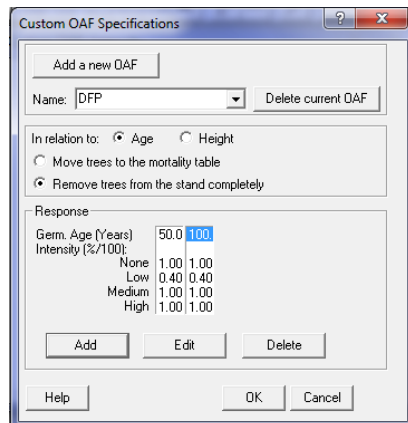 Custom OAF Specifications
Add a new OAF
Name: DFP Delete current OAF
In relation to: Age Height
Move trees to the mortality table
Remove trees from the stand completely
Response
Germ. Age (Years) 50.0 100.
Intensity (%/100):
None 1.00 1.00
Low 0.40 0.40
Medium 1.00 1.00
High 1.00 1.00
Add Edit Delete
Help OK Cancel